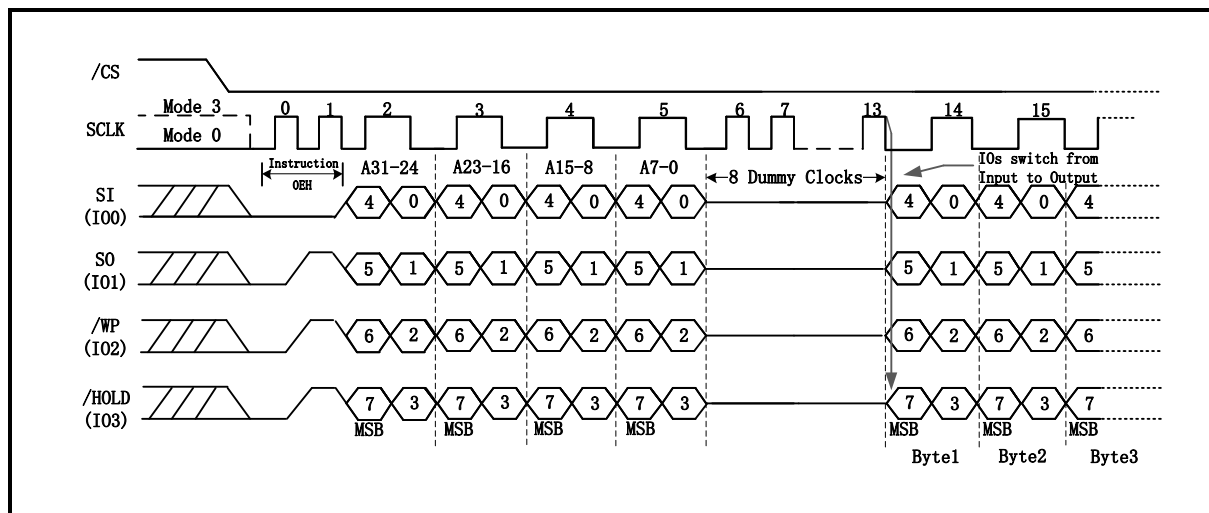 /CS
Mode 3
SCLK
Mode 0
0 1 2 3 4 5 6 7 13 14 15
Instruction
0EH
A31-24 A23-16 A15-8 A7-0
8 Dummy Clocks
IOs switch from
Input to Output
SI
(IO0)
4 0 4 0 4 0 4 0 4 0 4 0 4
SO
(IO1)
5 1 5 1 5 1 5 1 5 1 5 1 5
/WP
(IO2)
6 2 6 2 6 2 6 2 6 2 6 2 6
/HOLD
(IO3)
7 3 7 3 7 3 7 3 7 3 7 3 7
MSB MSB MSB MSB MSB MSB MSB
Byte1 Byte2 Byte3